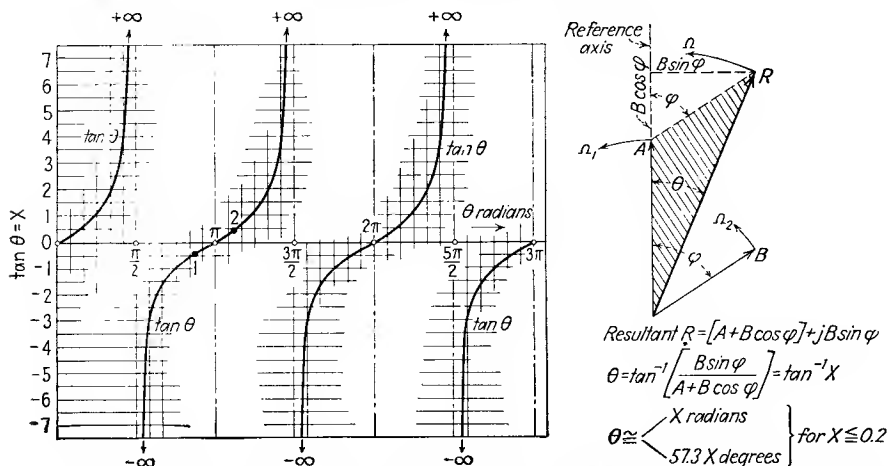 +∞ +∞ +∞
7
6
5
4
3
2
1
0
-1
-2
-3
-4
-5
-6
-7
tan θ = X
tan θ
tan θ
tan θ
tan θ
1
2
θ radians
π/2
π
3π/2
2π
5π/2
3π
-∞ -∞ -∞
Reference
axis
B sin φ
B cos φ
φ
Ω
R
A
Ω₁
θ
Ω₂
φ
B
Resultant Ṙ = [A + B cos φ] + jB sin φ
θ = tan⁻¹ [B sin φ / A + B cos φ] = tan⁻¹ X
θ ≅ X radians
57.3 X degrees } for X ≦ 0.2